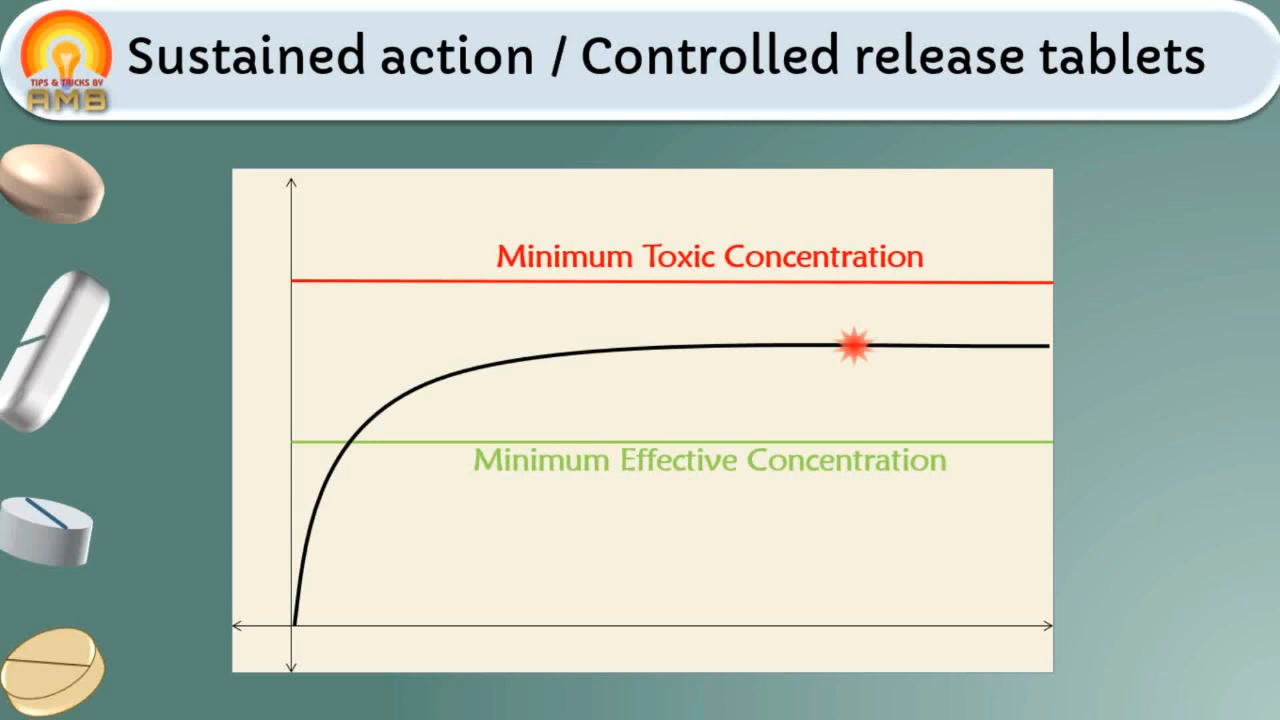 Sustained action / Controlled release tablets
TIPS & TRICKS BY
AMB
Minimum Toxic Concentration
Minimum Effective Concentration